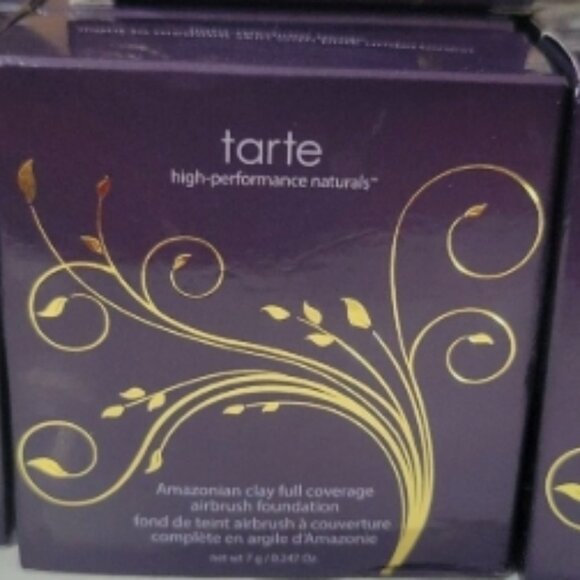 tarte
high-performance naturals™
Amazonian clay full coverage
airbrush foundation
fond de teint airbrush à couverture
complète en argile d'Amazonie
net wt 7 g / 0.247 Oz.